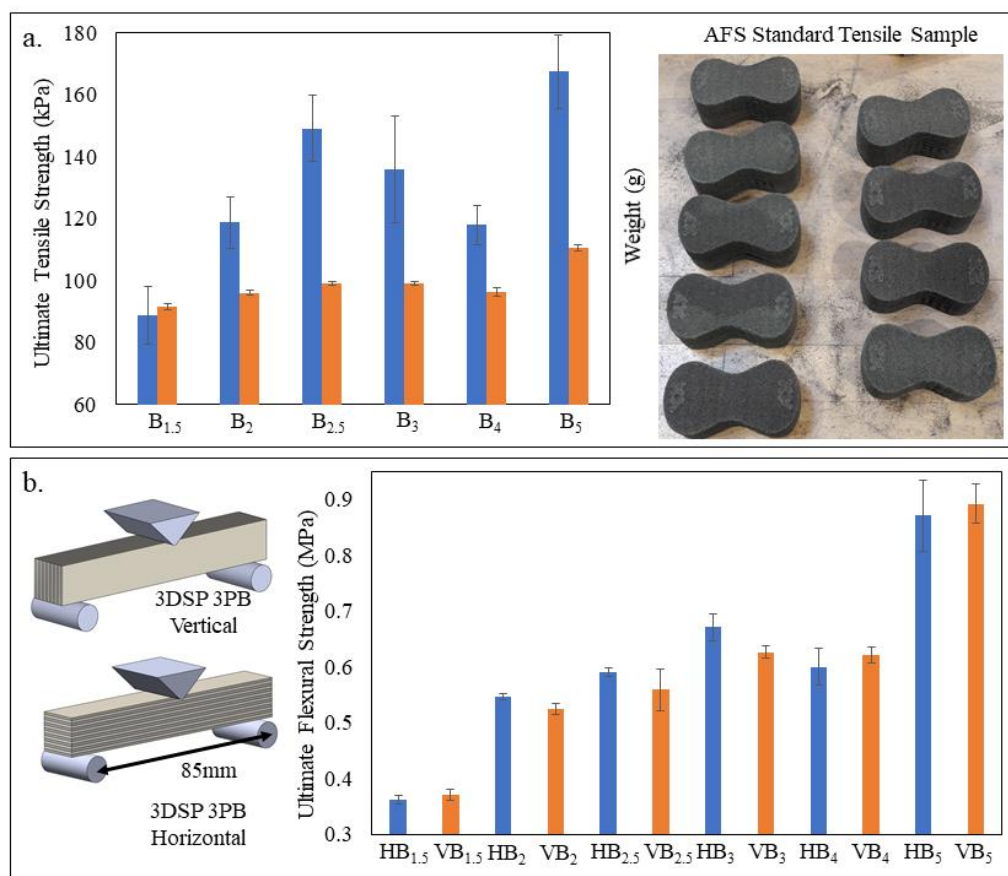 a.
180
160
140
120
100
80
60
Ultimate Tensile Strength (kPa)
B1.5
B2
B2.5
B3
B4
B5
Weight (g)
AFS Standard Tensile Sample
b.
3DSP 3PB
Vertical
85mm
3DSP 3PB
Horizontal
Ultimate Flexural Strength (MPa)
0.9
0.8
0.7
0.6
0.5
0.4
0.3
HB1.5
VB1.5
HB2
VB2
HB2.5
VB2.5
HB3
VB3
HB4
VB4
HB5
VB5